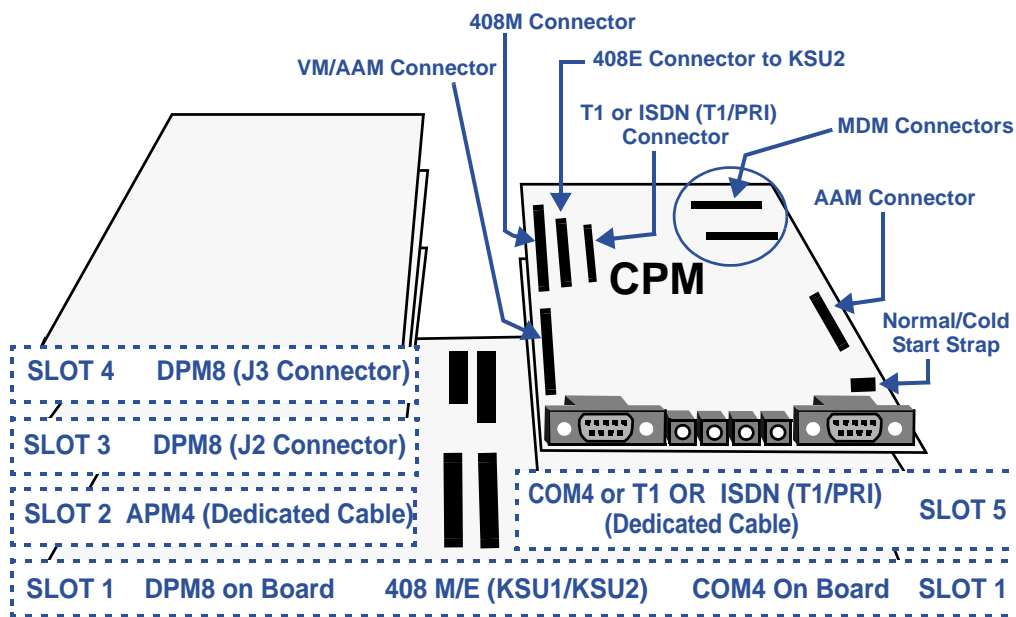 408M Connector
408E Connector to KSU2
VM/AAM Connector
T1 or ISDN (T1/PRI)
Connector
MDM Connectors
AAM Connector
CPM
Normal/Cold
Start Strap
SLOT 4 DPM8 (J3 Connector)
SLOT 3 DPM8 (J2 Connector)
SLOT 2 APM4 (Dedicated Cable)
COM4 or T1 OR ISDN (T1/PRI)
(Dedicated Cable)
SLOT 5
SLOT 1 DPM8 on Board 408 M/E (KSU1/KSU2) COM4 On Board SLOT 1